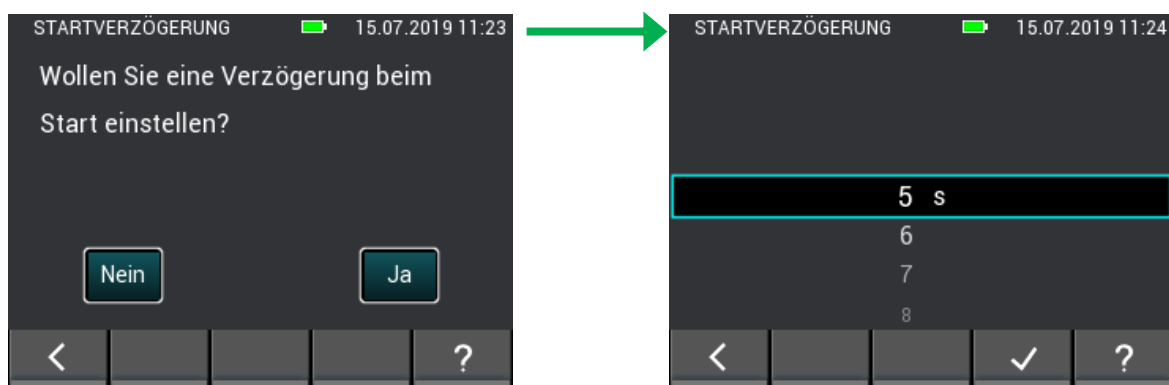 STARTVERZÖGERUNG 15.07.2019 11:23
Wollen Sie eine Verzögerung beim
Start einstellen?
Nein Ja
?
STARTVERZÖGERUNG 15.07.2019 11:24
5 s
6
7
8
?